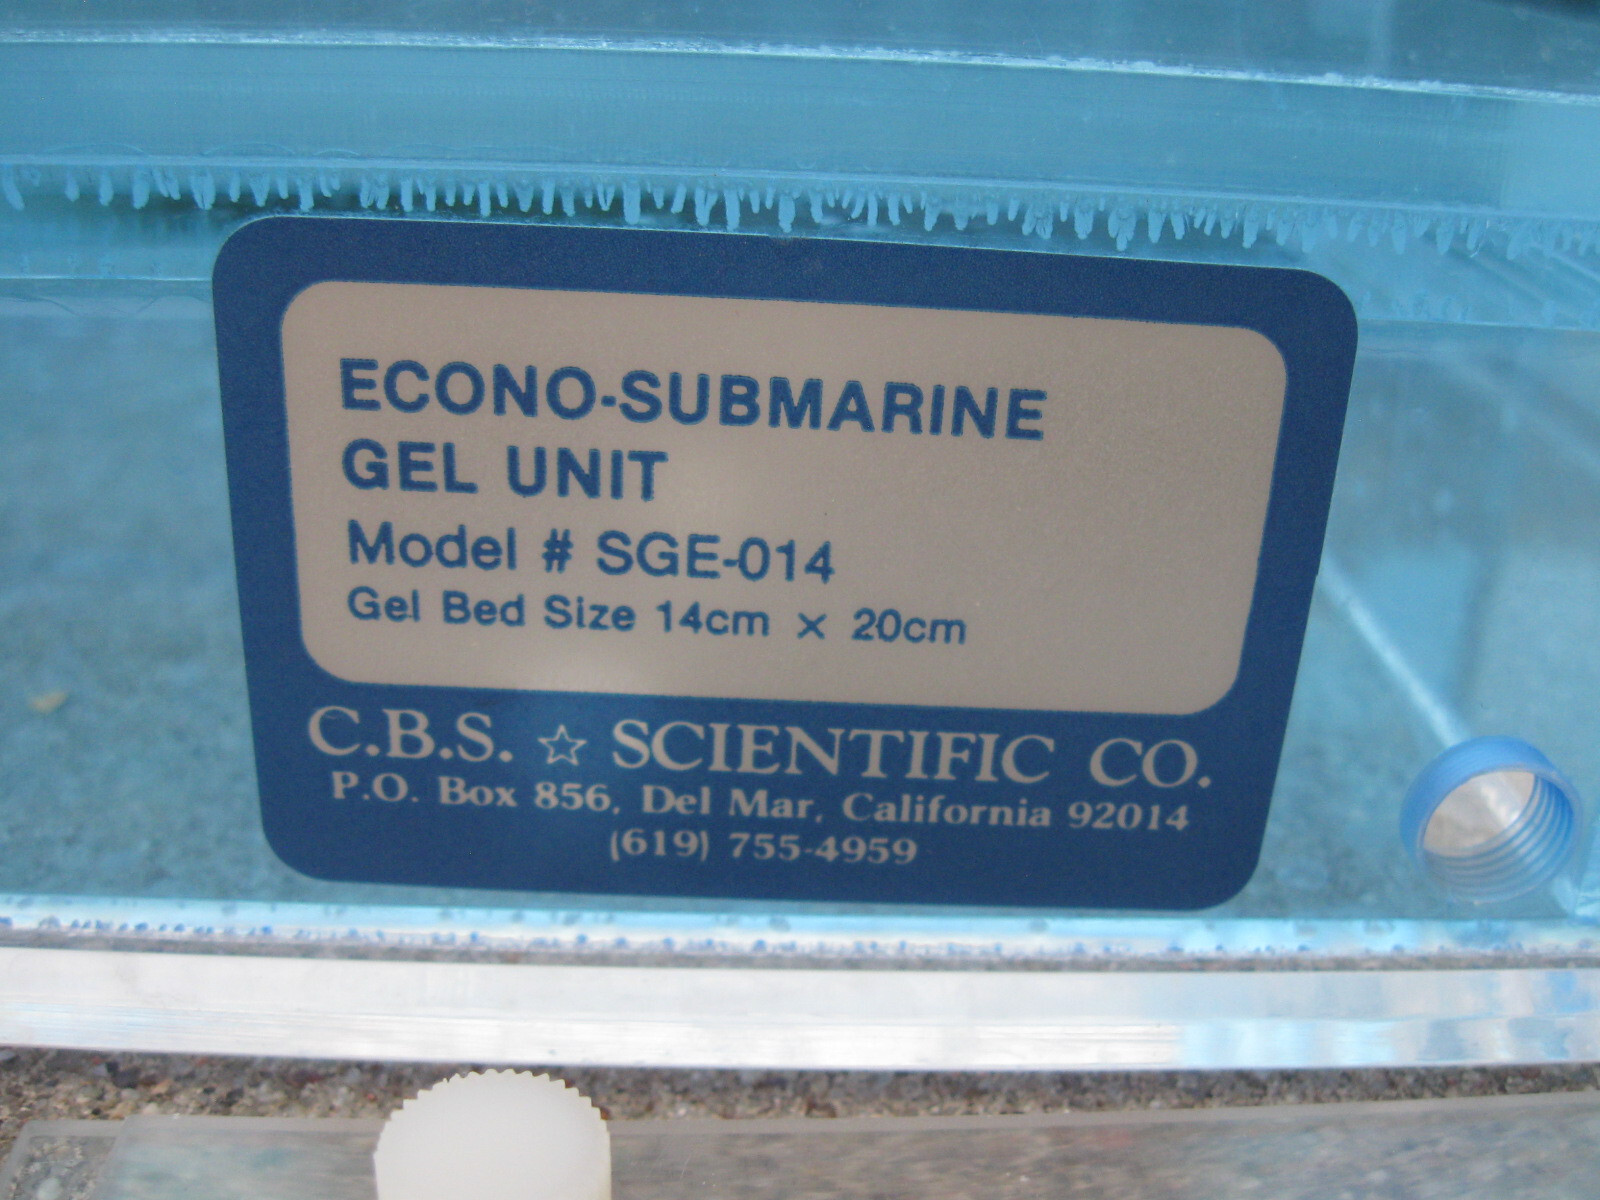 ECONO-SUBMARINE
GEL UNIT
Model # SGE-014
Gel Bed Size 14cm x 20cm
C.B.S. ☆ SCIENTIFIC CO.
P.O. Box 856, Del Mar, California 92014
(619) 755-4959